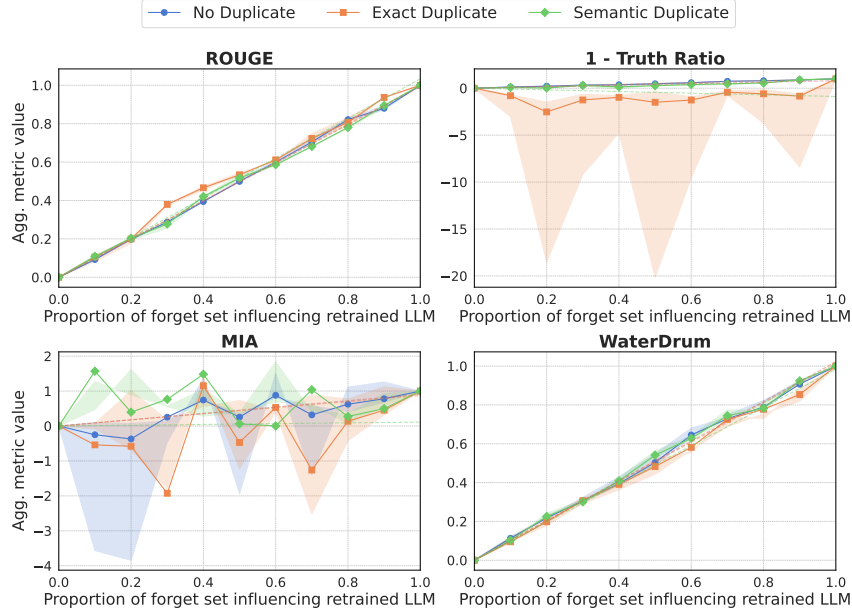 No Duplicate Exact Duplicate Semantic Duplicate
ROUGE
Agg. metric value
1.0
0.8
0.6
0.4
0.2
0.0
0.0 0.2 0.4 0.6 0.8 1.0
Proportion of forget set influencing retrained LLM
1 - Truth Ratio
0
−5
−10
−15
−20
0.0 0.2 0.4 0.6 0.8 1.0
Proportion of forget set influencing retrained LLM
MIA
Agg. metric value
2
1
0
−1
−2
−3
−4
0.0 0.2 0.4 0.6 0.8 1.0
Proportion of forget set influencing retrained LLM
WaterDrum
1.0
0.8
0.6
0.4
0.2
0.0
0.0 0.2 0.4 0.6 0.8 1.0
Proportion of forget set influencing retrained LLM